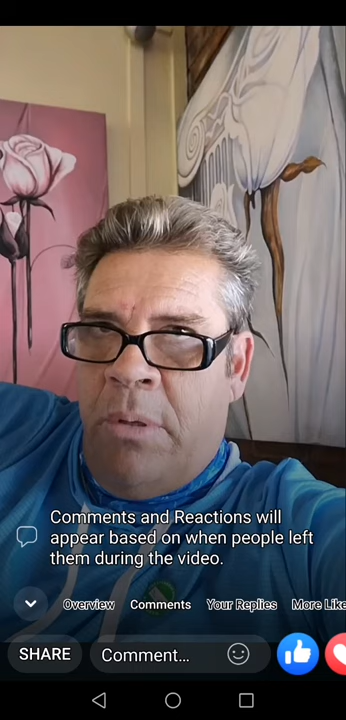 Comments and Reactions will
appear based on when people left
them during the video.
Overview Comments Your Replies More Like
SHARE Comment...